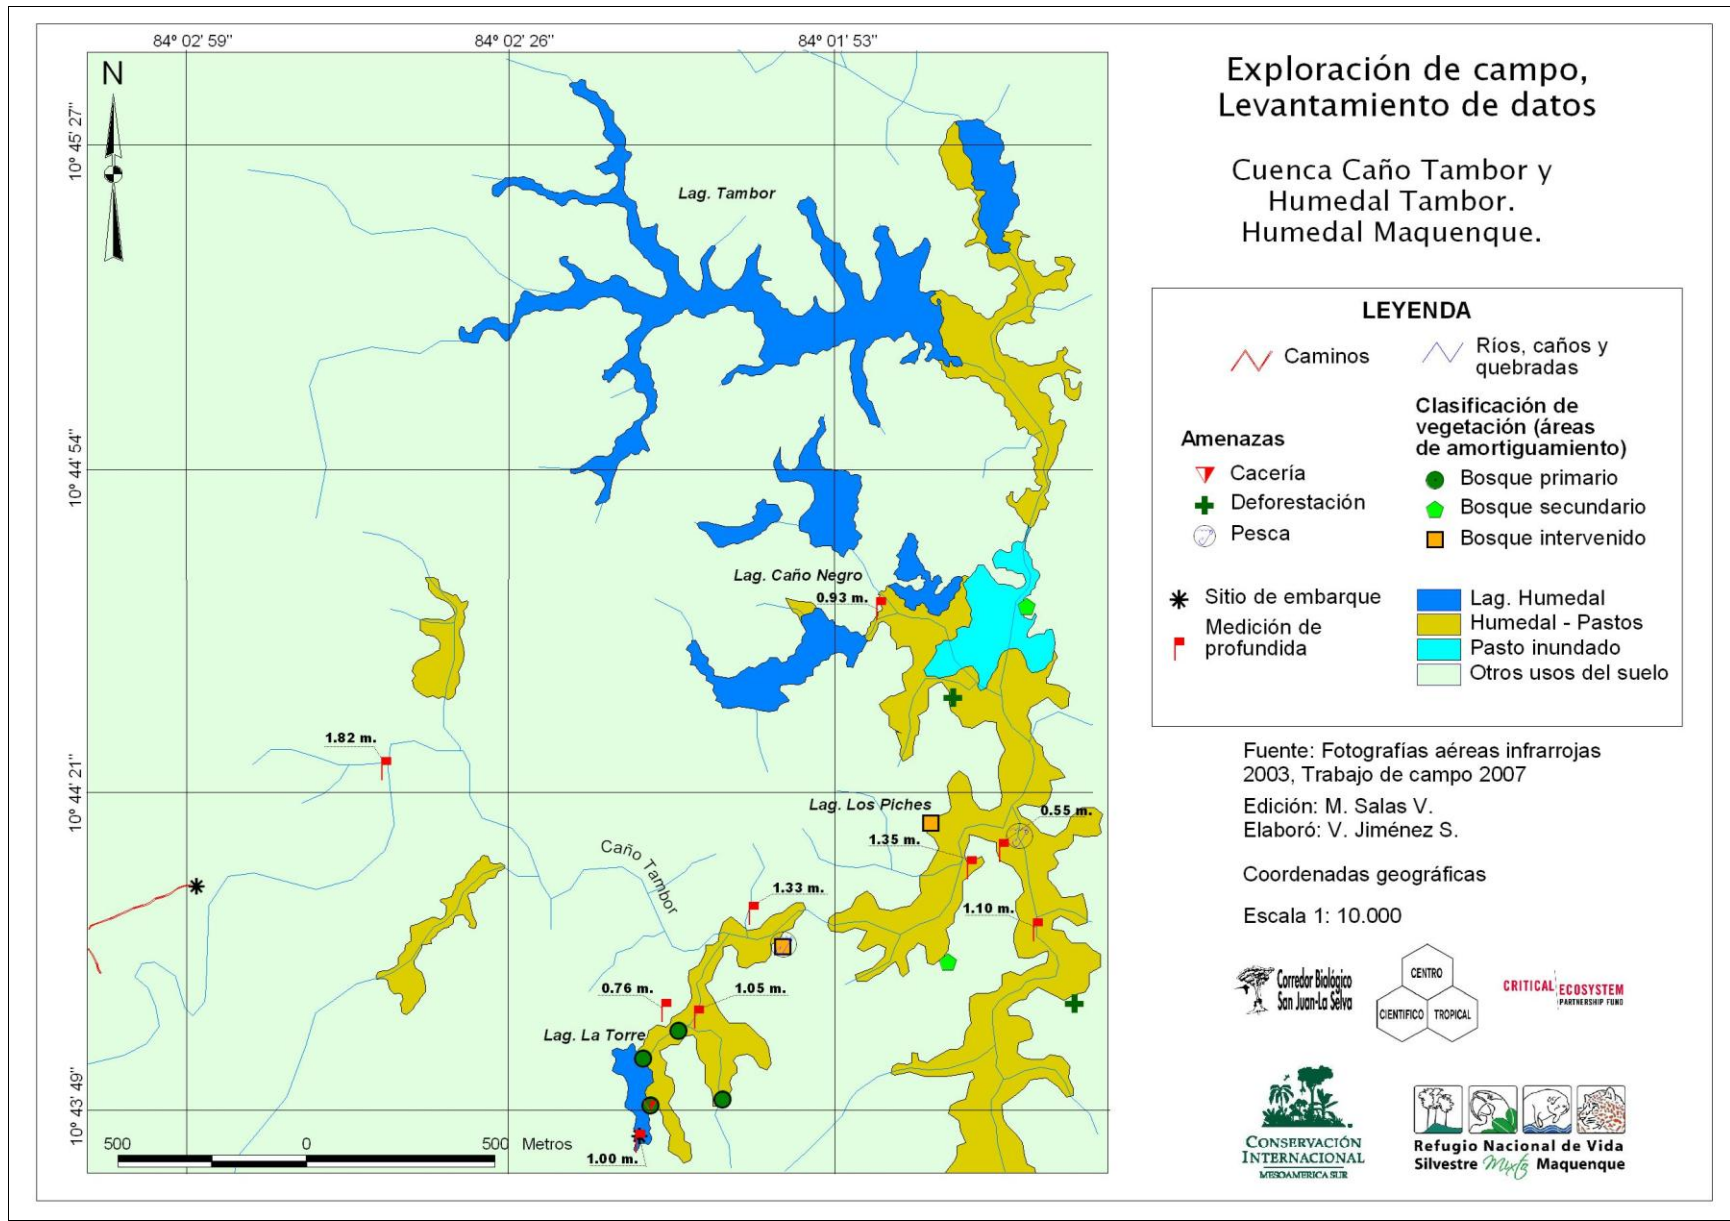 84º 02' 59''
84º 02' 26''
84º 01' 53''
N
10º 45' 27''
10º 44' 54''
10º 44' 21''
10º 43' 49''
Lag. Tambor
Lag. Caño Negro
0.93 m.
1.82 m.
Lag. Los Piches
0.55 m.
1.35 m.
Caño Tambor
1.33 m.
1.10 m.
0.76 m.
1.05 m.
Lag. La Torre
1.00 m.
500 0 500 Metros
Exploración de campo,
Levantamiento de datos
Cuenca Caño Tambor y
Humedal Tambor.
Humedal Maquenque.
LEYENDA
Caminos
Ríos, caños y
quebradas
Amenazas
Cacería
Deforestación
Pesca
Clasificación de
vegetación (áreas
de amortiguamiento)
Bosque primario
Bosque secundario
Bosque intervenido
Sitio de embarque
Medición de
profundida
Lag. Humedal
Humedal - Pastos
Pasto inundado
Otros usos del suelo
Fuente: Fotografías aéreas infrarrojas
2003, Trabajo de campo 2007
Edición: M. Salas V.
Elaboró: V. Jiménez S.
Coordenadas geográficas
Escala 1: 10.000
Corredor Biológico
San Juan-La Selva
CENTRO
CIENTIFICO TROPICAL
CRITICAL ECOSYSTEM
PARTNERSHIP FUND
CONSERVACIÓN
INTERNACIONAL
MESOAMERICA SUR
Refugio Nacional de Vida
Silvestre Mixto Maquenque